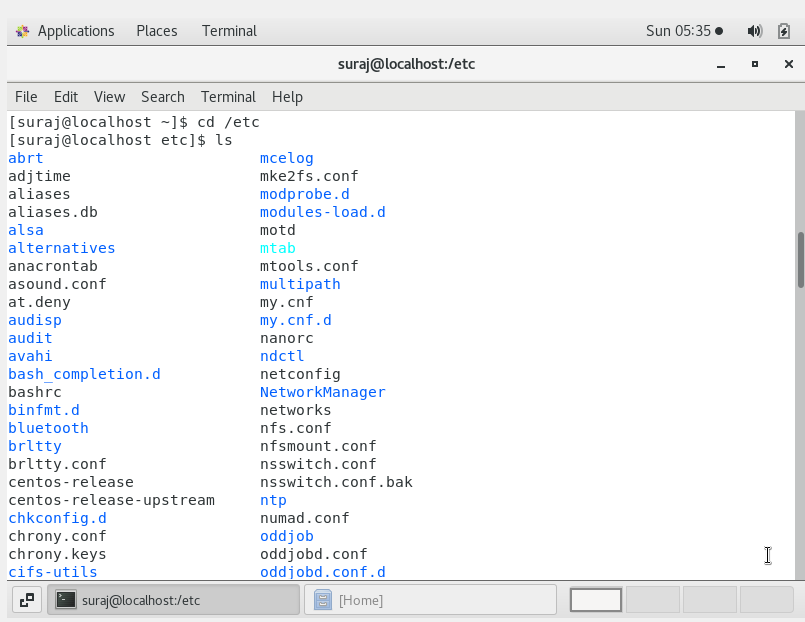 Applications Places Terminal Sun 05:35
suraj@localhost:/etc
File Edit View Search Terminal Help
[suraj@localhost ~]$ cd /etc
[suraj@localhost etc]$ ls
abrt mcelog
adjtime mke2fs.conf
aliases modprobe.d
aliases.db modules-load.d
alsa motd
alternatives mtab
anacrontab mtools.conf
asound.conf multipath
at.deny my.cnf
audisp my.cnf.d
audit nanorc
avahi ndctl
bash_completion.d netconfig
bashrc NetworkManager
binfmt.d networks
bluetooth nfs.conf
brltty nfsmount.conf
brltty.conf nsswitch.conf
centos-release nsswitch.conf.bak
centos-release-upstream ntp
chkconfig.d numad.conf
chrony.conf oddjob
chrony.keys oddjobd.conf
cifs-utils oddjobd.conf.d
suraj@localhost:/etc [Home]